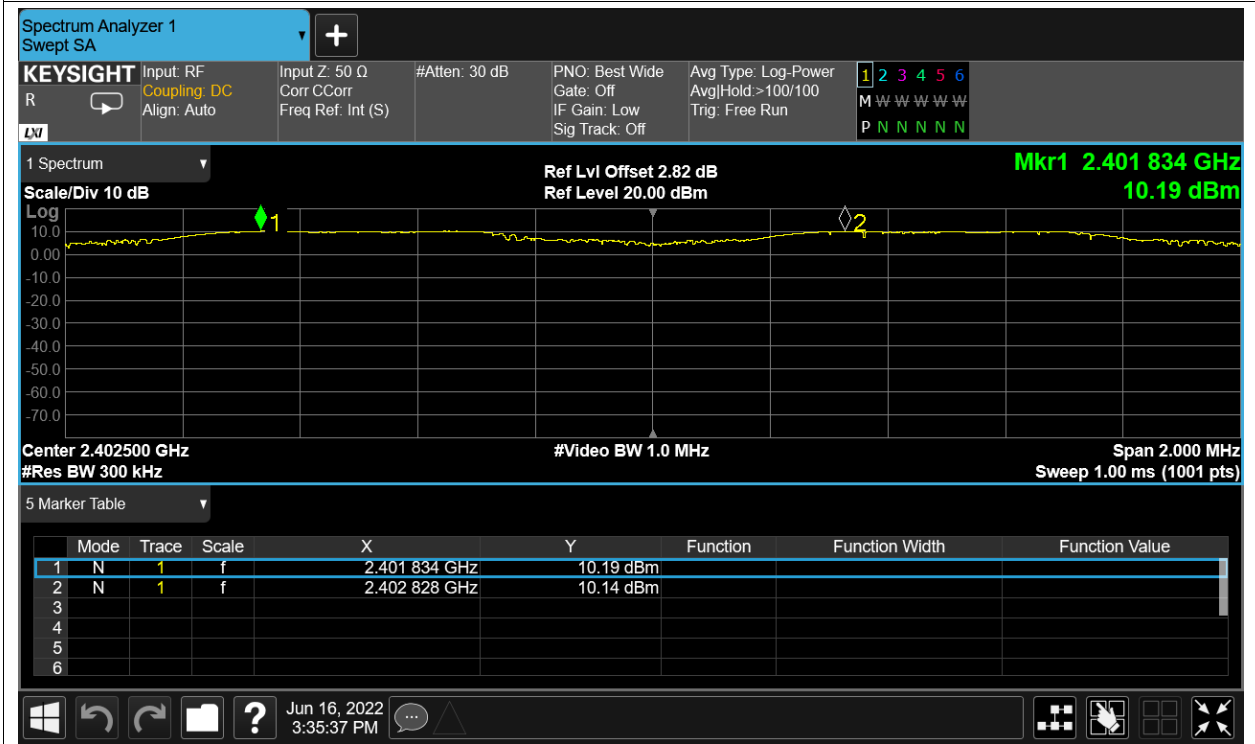 Spectrum Analyzer 1
Swept SA
+
KEYSIGHT
R
LXI
Input: RF
Coupling: DC
Align: Auto
Input Z: 50 Ω
Corr CCorr
Freq Ref: Int (S)
#Atten: 30 dB
PNO: Best Wide
Gate: Off
IF Gain: Low
Sig Track: Off
Avg Type: Log-Power
Avg|Hold:>100/100
Trig: Free Run
1 2 3 4 5 6
M W W W W W
P N N N N N
1 Spectrum
Scale/Div 10 dB
Ref Lvl Offset 2.82 dB
Ref Level 20.00 dBm
Mkr1 2.401 834 GHz
10.19 dBm
Log
10.0
0.00
-10.0
-20.0
-30.0
-40.0
-50.0
-60.0
-70.0
1
2
Center 2.402500 GHz
#Res BW 300 kHz
#Video BW 1.0 MHz
Span 2.000 MHz
Sweep 1.00 ms (1001 pts)
5 Marker Table
Mode Trace Scale X Y Function Function Width Function Value
1 N 1 f 2.401 834 GHz 10.19 dBm
2 N 1 f 2.402 828 GHz 10.14 dBm
3
4
5
6
?
Jun 16, 2022
3:35:37 PM